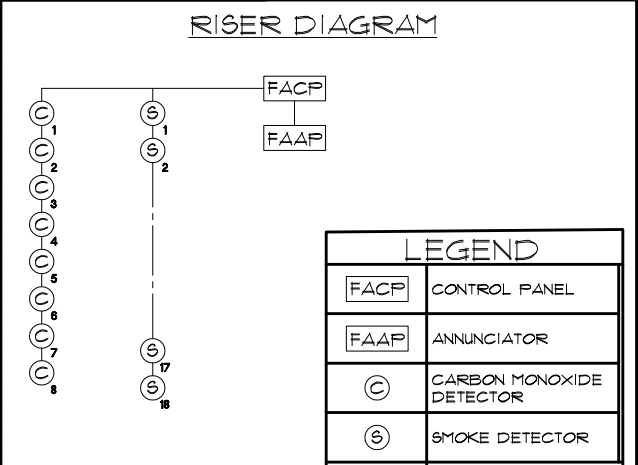 RISER DIAGRAM
FACP
FAAP
C 1
C 2
C 3
C 4
C 5
C 6
C 7
C 8
S 1
S 2
S 17
S 18
LEGEND
FACP CONTROL PANEL
FAAP ANNUNCIATOR
C CARBON MONOXIDE
DETECTOR
S SMOKE DETECTOR